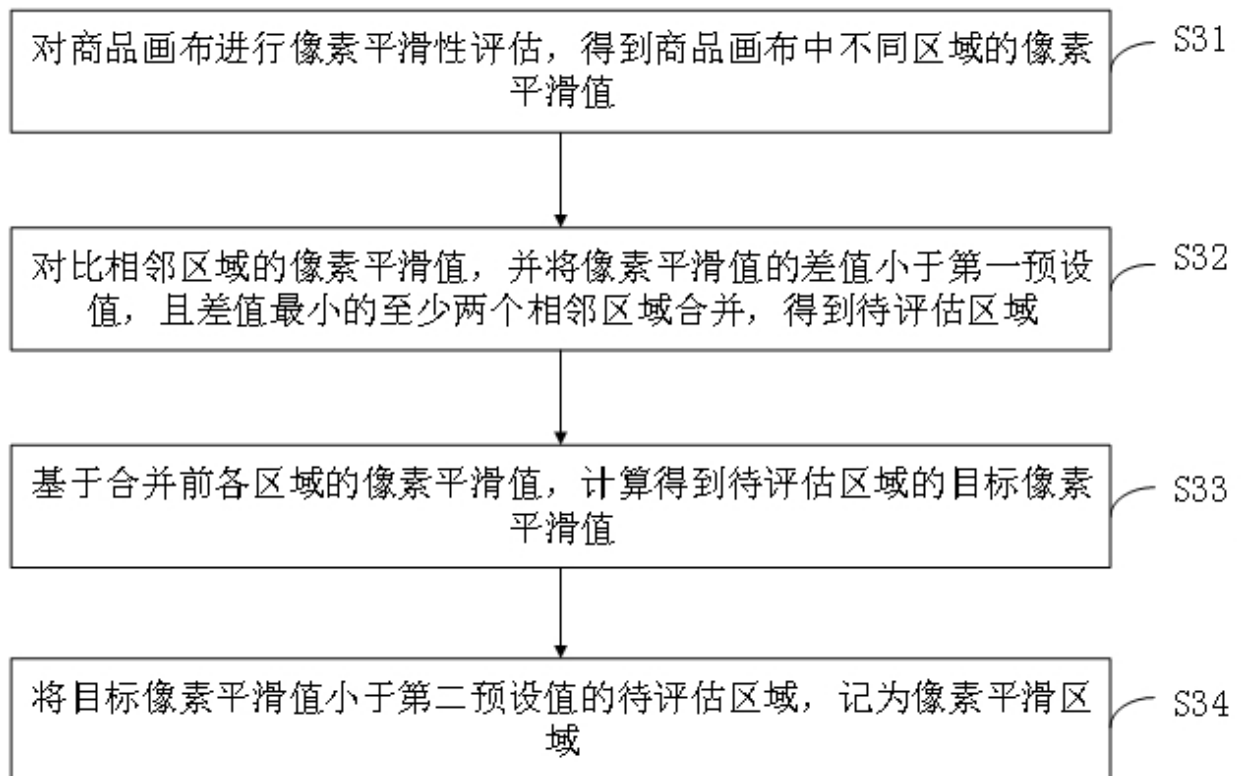 对商品画布进行像素平滑性评估，得到商品画布中不同区域的像素
平滑值
S31
对比相邻区域的像素平滑值，并将像素平滑值的差值小于第一预设
值，且差值最小的至少两个相邻区域合并，得到待评估区域
S32
基于合并前各区域的像素平滑值，计算得到待评估区域的目标像素
平滑值
S33
将目标像素平滑值小于第二预设值的待评估区域，记为像素平滑区
域
S34